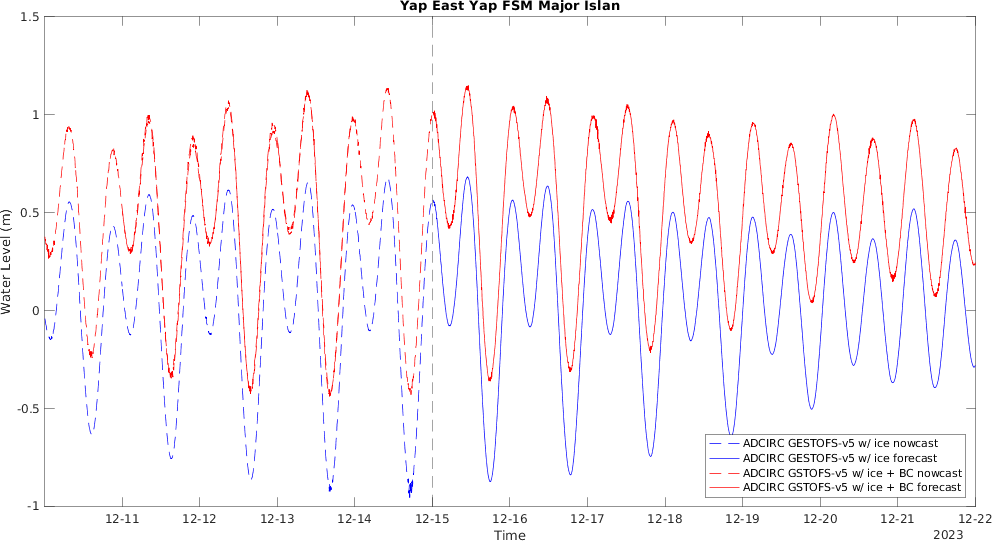 Yap East Yap FSM Major Islan
1.5
1
0.5
0
-0.5
-1
Water Level (m)
12-11 12-12 12-13 12-14 12-15 12-16 12-17 12-18 12-19 12-20 12-21 12-22
Time
2023
ADCIRC GESTOFS-v5 w/ ice nowcast
ADCIRC GESTOFS-v5 w/ ice forecast
ADCIRC GSTOFS-v5 w/ ice + BC nowcast
ADCIRC GSTOFS-v5 w/ ice + BC forecast